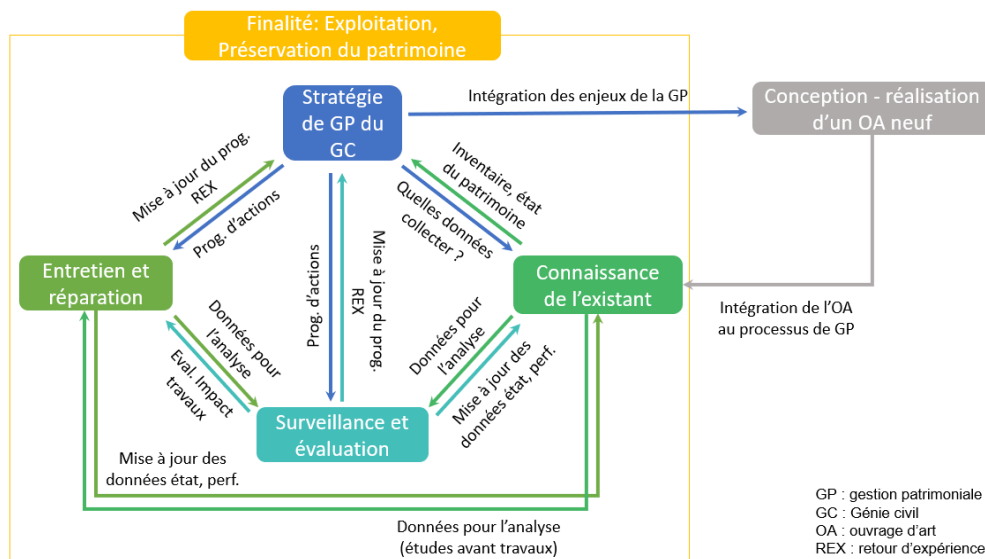 Finalité: Exploitation,
Préservation du patrimoine
Stratégie
de GP du
GC
Intégration des enjeux de la GP
Conception - réalisation
d'un OA neuf
Mise à jour du prog.
REX
Prog. d'actions
Inventaire, état
du patrimoine
Quelles données
collecter ?
Prog. d'actions
Mise à jour du prog.
REX
Entretien et
réparation
Connaissance
de l'existant
Intégration de l'OA
au processus de GP
Données pour
l'analyse
Eval. Impact
travaux
Données pour
l'analyse
Mise à jour des
données état, perf.
Surveillance et
évaluation
Mise à jour des
données état, perf.
Données pour l'analyse
(études avant travaux)
GP : gestion patrimoniale
GC : Génie civil
OA : ouvrage d'art
REX : retour d'expérience